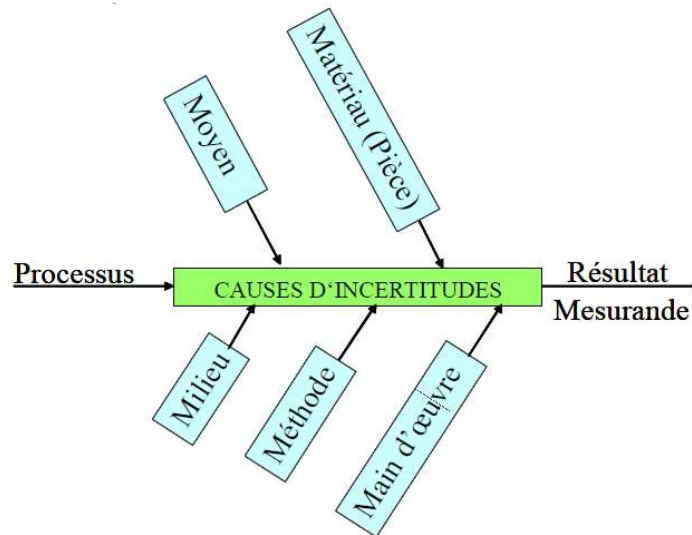 Moyen
Matériau (Pièce)
Processus
CAUSES D‘INCERTITUDES
Résultat
Mesurande
Milieu
Méthode
Main d’œuvre